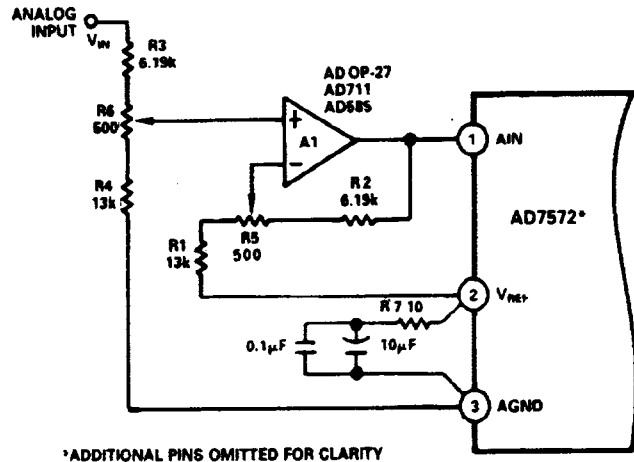 ANALOG
INPUT
VIN
R3
6.19k
R6
500
R4
13k
AD OP-27
AD711
AD585
+
A1
−
R2
6.19k
R5
500
R1
13k
1
AIN
AD7572*
2
VREF
R7 10
0.1μF
10μF
3
AGND
*ADDITIONAL PINS OMITTED FOR CLARITY